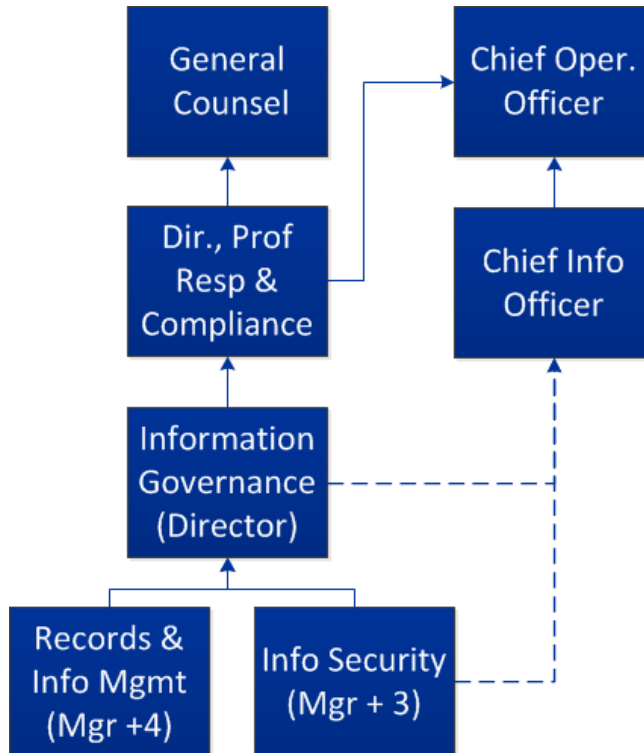 General
Counsel
Chief Oper.
Officer
Dir., Prof
Resp &
Compliance
Chief Info
Officer
Information
Governance
(Director)
Records &
Info Mgmt
(Mgr +4)
Info Security
(Mgr + 3)